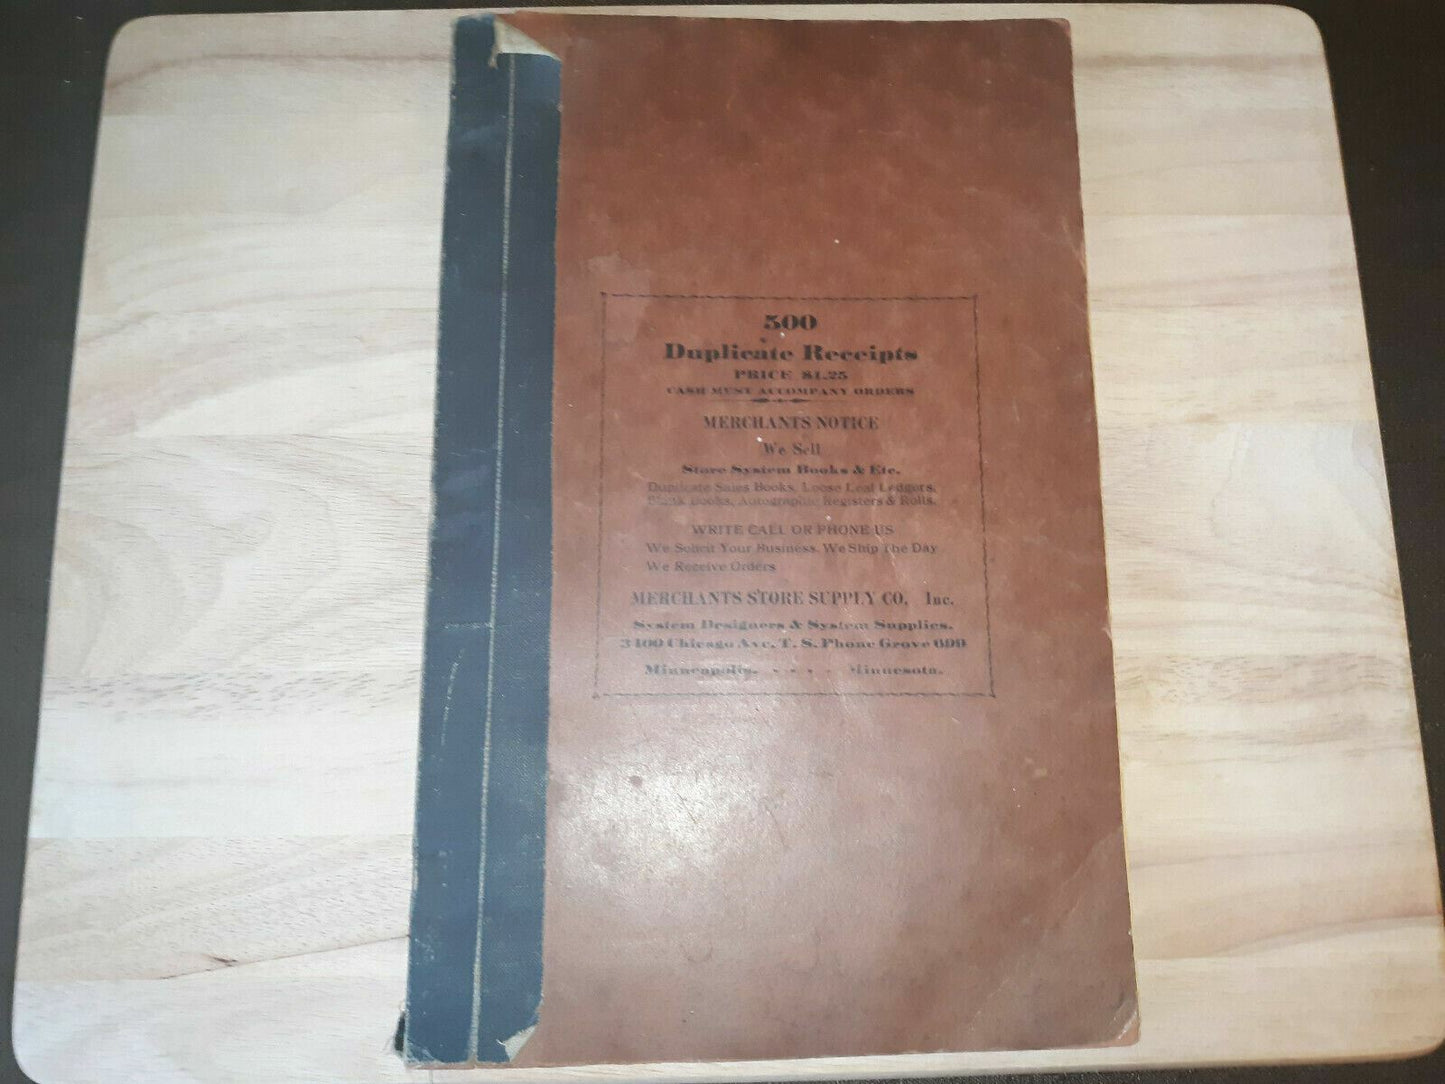 500
Duplicate Receipts
PRICE $1.25
CASH MUST ACCOMPANY ORDERS
MERCHANTS NOTICE
We Sell
Store System Books & Etc.
Duplicate Sales Books, Loose Leaf Ledgers,
Blank Books, Autographic Registers & Rolls.
WRITE CALL OR PHONE US
We Solicit Your Business. We Ship The Day
We Receive Orders
MERCHANTS STORE SUPPLY CO. Inc.
System Designers & System Supplies.
3400 Chicago Ave. T. S. Phone Grove 699
Minneapolis. - - - - Minnesota.